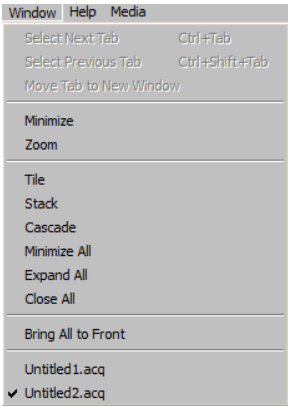 Window Help Media
Select Next Tab Ctrl+Tab
Select Previous Tab Ctrl+Shift+Tab
Move Tab to New Window
Minimize
Zoom
Tile
Stack
Cascade
Minimize All
Expand All
Close All
Bring All to Front
Untitled1.acq
Untitled2.acq